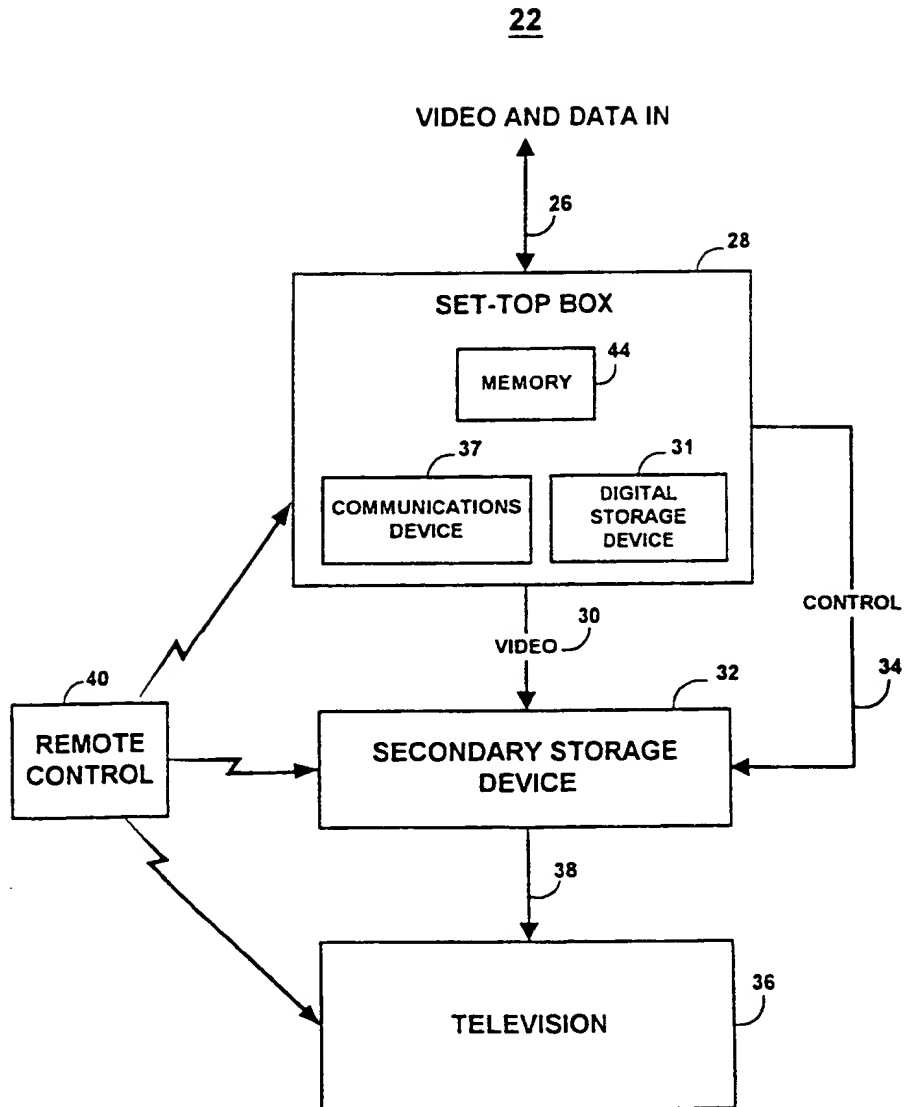 22
VIDEO AND DATA IN
26
28
SET-TOP BOX
44
MEMORY
37
31
COMMUNICATIONS
DEVICE
DIGITAL
STORAGE
DEVICE
CONTROL
30
VIDEO
34
40
32
REMOTE
CONTROL
SECONDARY STORAGE
DEVICE
38
36
TELEVISION